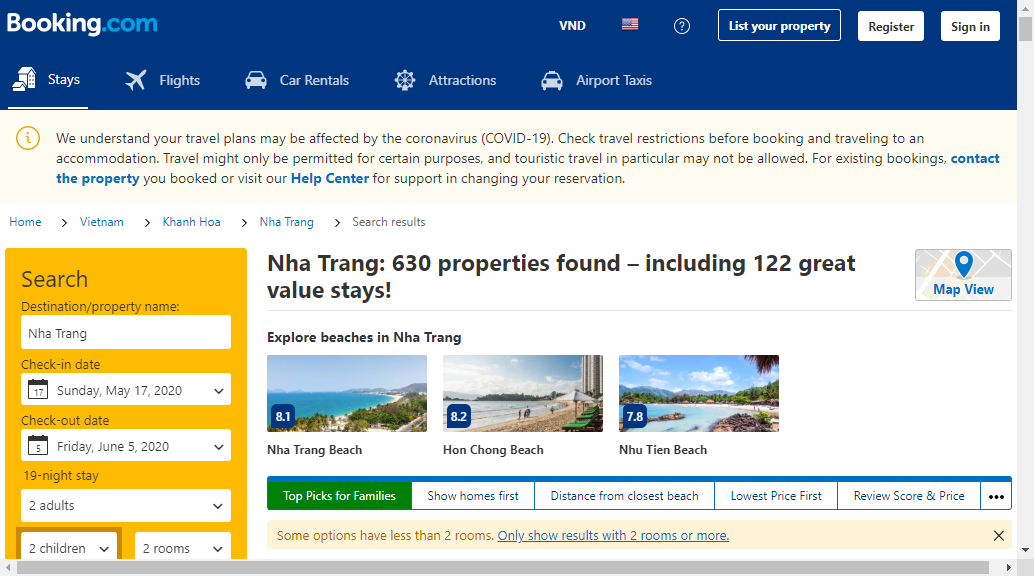 Booking.com
VND
?
List your property
Register
Sign in
Stays
Flights
Car Rentals
Attractions
Airport Taxis
We understand your travel plans may be affected by the coronavirus (COVID-19). Check travel restrictions before booking and traveling to an
accommodation. Travel might only be permitted for certain purposes, and touristic travel in particular may not be allowed. For existing bookings, contact
the property you booked or visit our Help Center for support in changing your reservation.
Home
Vietnam
Khanh Hoa
Nha Trang
Search results
Search
Destination/property name:
Nha Trang
Check-in date
17
Sunday, May 17, 2020
Check-out date
5
Friday, June 5, 2020
19-night stay
2 adults
2 children
2 rooms
Nha Trang: 630 properties found – including 122 great
value stays!
Map View
Explore beaches in Nha Trang
8.1
8.2
7.8
Nha Trang Beach
Hon Chong Beach
Nhu Tien Beach
Top Picks for Families
Show homes first
Distance from closest beach
Lowest Price First
Review Score & Price
Some options have less than 2 rooms. Only show results with 2 rooms or more.